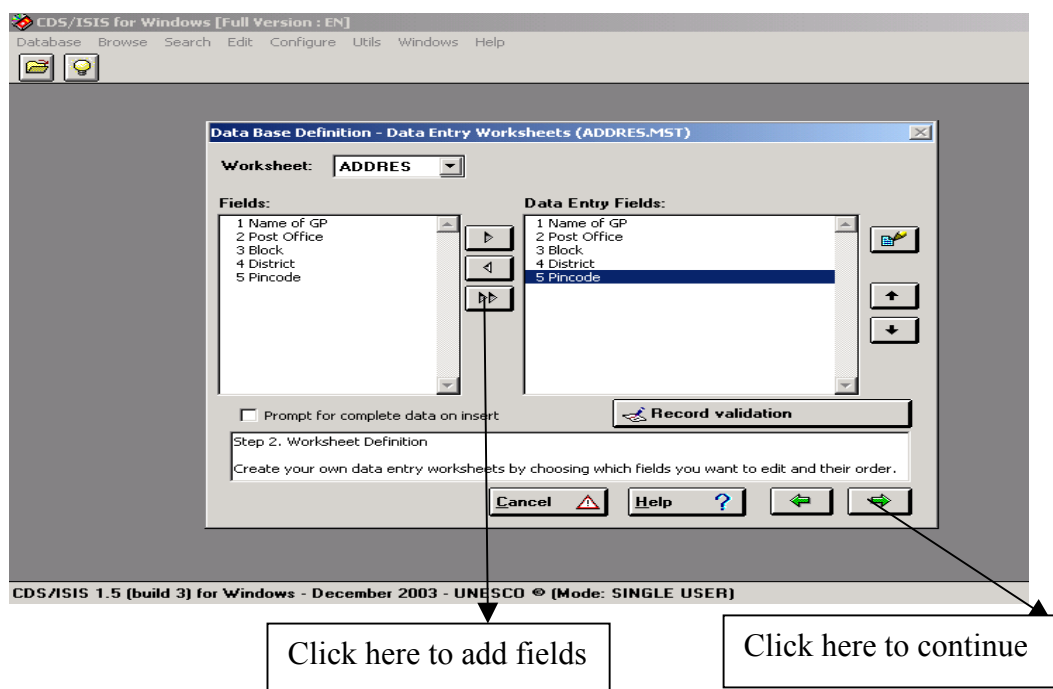 CDS/ISIS for Windows [Full Version : EN]
Database Browse Search Edit Configure Utils Windows Help
Data Base Definition - Data Entry Worksheets (ADDRES.MST)
Worksheet: ADDRES
Fields:
1 Name of GP
2 Post Office
3 Block
4 District
5 Pincode
Data Entry Fields:
1 Name of GP
2 Post Office
3 Block
4 District
5 Pincode
Prompt for complete data on insert
Record validation
Step 2. Worksheet Definition
Create your own data entry worksheets by choosing which fields you want to edit and their order.
Cancel Help ?
CDS/ISIS 1.5 (build 3) for Windows - December 2003 - UNESCO © (Mode: SINGLE USER)
Click here to add fields
Click here to continue